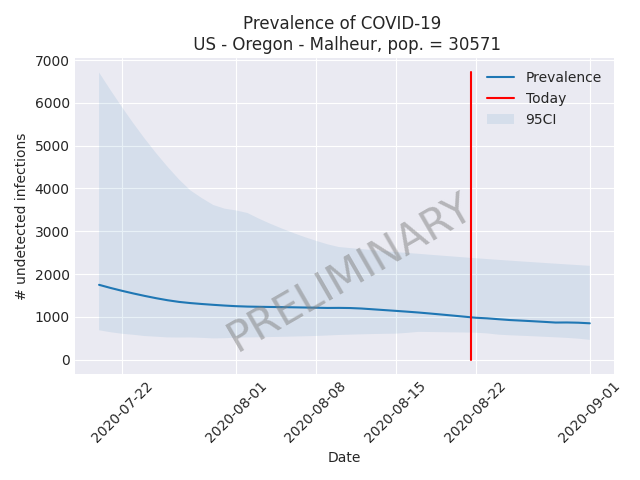 Prevalence of COVID-19
US - Oregon - Malheur, pop. = 30571
7000
6000
5000
4000
3000
2000
1000
0
# undetected infections
Prevalence
Today
95CI
PRELIMINARY
2020-07-22
2020-08-01
2020-08-08
2020-08-15
2020-08-22
2020-09-01
Date